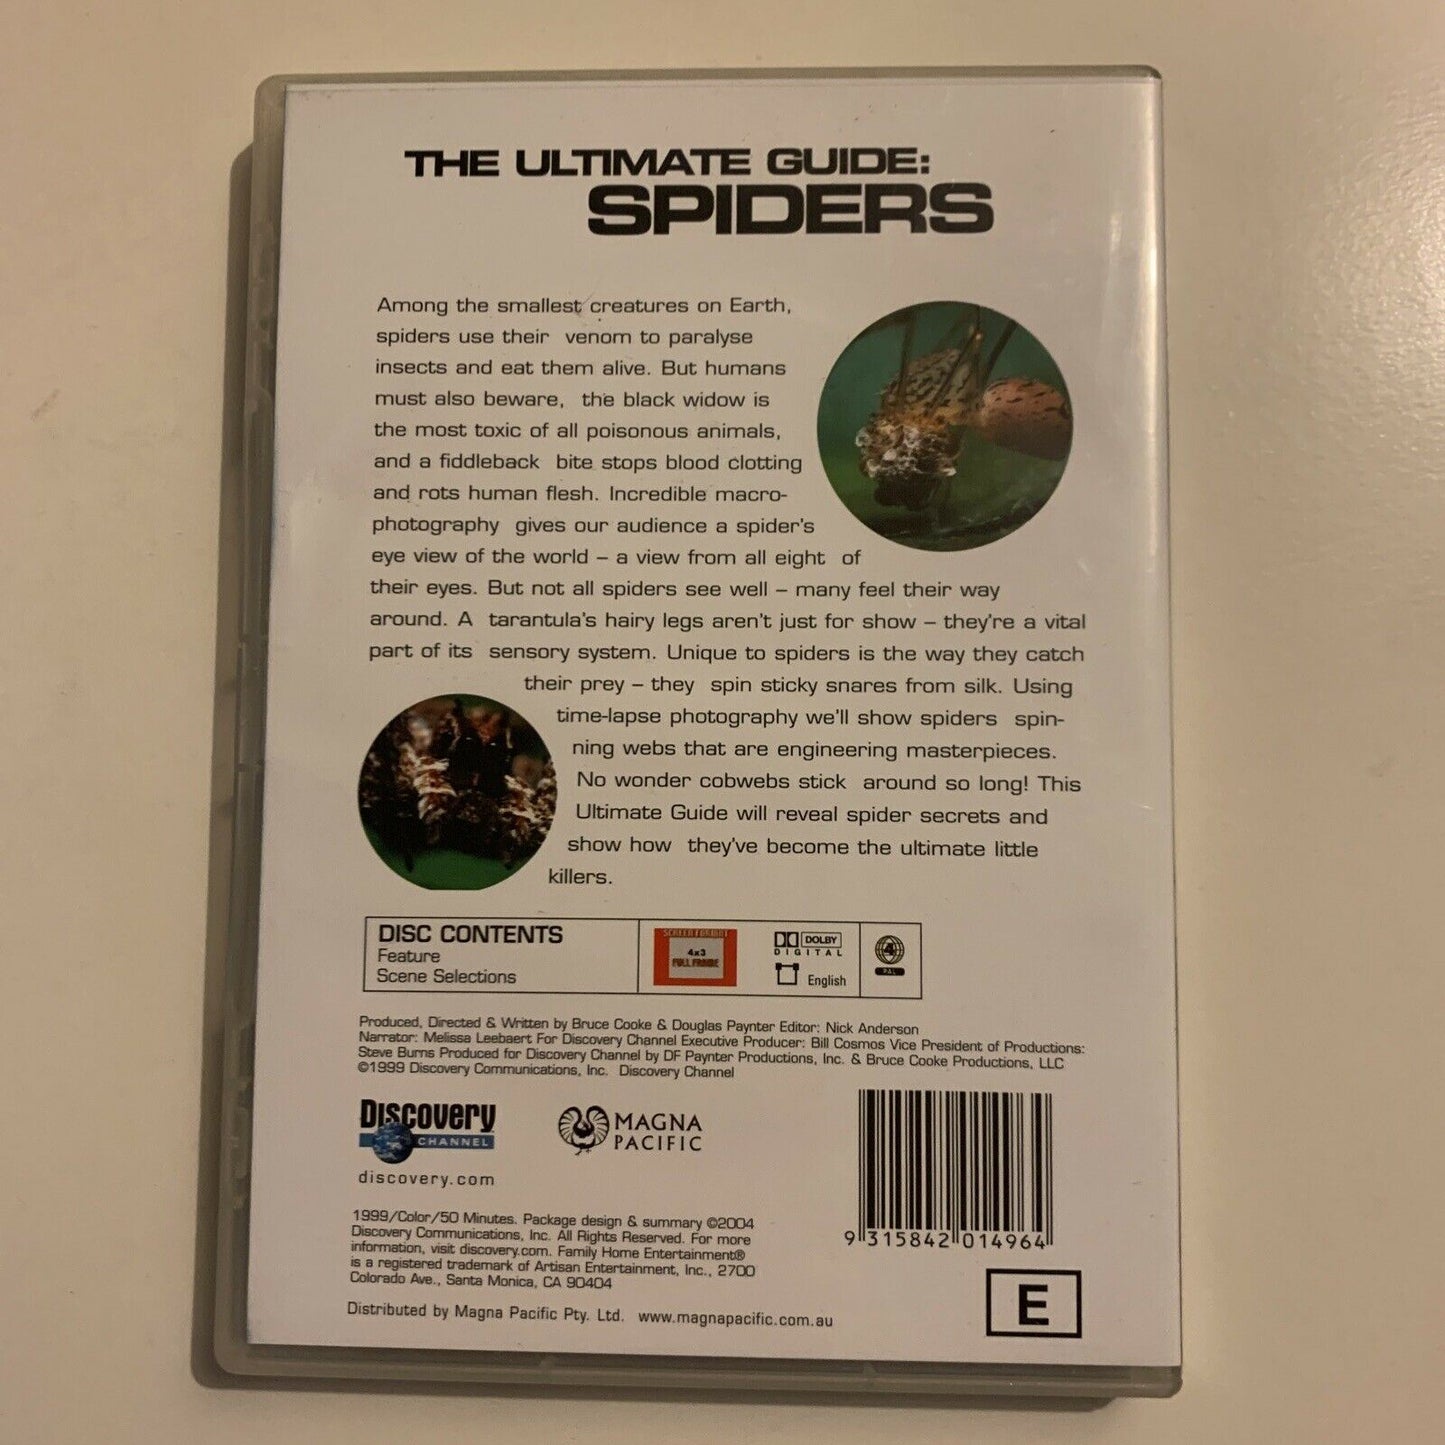 THE ULTIMATE GUIDE:
SPIDERS
Among the smallest creatures on Earth,
spiders use their venom to paralyse
insects and eat them alive. But humans
must also beware, the black widow is
the most toxic of all poisonous animals,
and a fiddleback bite stops blood clotting
and rots human flesh. Incredible macro-
photography gives our audience a spider's
eye view of the world – a view from all eight of
their eyes. But not all spiders see well – many feel their way
around. A tarantula's hairy legs aren't just for show – they're a vital
part of its sensory system. Unique to spiders is the way they catch
their prey – they spin sticky snares from silk. Using
time-lapse photography we'll show spiders spin-
ning webs that are engineering masterpieces.
No wonder cobwebs stick around so long! This
Ultimate Guide will reveal spider secrets and
show how they've become the ultimate little
killers.
DISC CONTENTS
Feature
Scene Selections
SCREEN FORMAT
4x3
FULL FRAME
DOLBY
DIGITAL
English
4
PAL
Produced, Directed & Written by Bruce Cooke & Douglas Paynter Editor: Nick Anderson
Narrator: Melissa Leebaert For Discovery Channel Executive Producer: Bill Cosmos Vice President of Productions:
Steve Burns Produced for Discovery Channel by DF Paynter Productions, Inc. & Bruce Cooke Productions, LLC
©1999 Discovery Communications, Inc. Discovery Channel
Discovery
CHANNEL
discovery.com
MAGNA
PACIFIC
1999/Color/50 Minutes. Package design & summary ©2004
Discovery Communications, Inc. All Rights Reserved. For more
information, visit discovery.com. Family Home Entertainment®
is a registered trademark of Artisan Entertainment, Inc., 2700
Colorado Ave., Santa Monica, CA 90404
Distributed by Magna Pacific Pty. Ltd. www.magnapacific.com.au
9 315842 014964
E